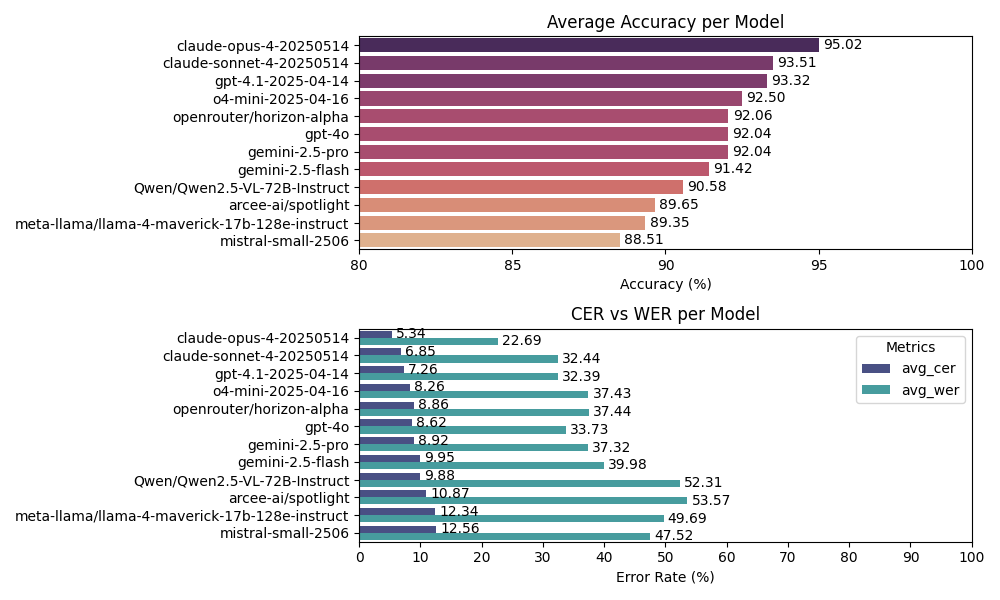 Average Accuracy per Model
claude-opus-4-20250514 95.02
claude-sonnet-4-20250514 93.51
gpt-4.1-2025-04-14 93.32
o4-mini-2025-04-16 92.50
openrouter/horizon-alpha 92.06
gpt-4o 92.04
gemini-2.5-pro 92.04
gemini-2.5-flash 91.42
Qwen/Qwen2.5-VL-72B-Instruct 90.58
arcee-ai/spotlight 89.65
meta-llama/llama-4-maverick-17b-128e-instruct 89.35
mistral-small-2506 88.51
80 85 90 95 100
Accuracy (%)
CER vs WER per Model
Metrics
avg_cer
avg_wer
claude-opus-4-20250514 5.34 22.69
claude-sonnet-4-20250514 6.85 32.44
gpt-4.1-2025-04-14 7.26 32.39
o4-mini-2025-04-16 8.26 37.43
openrouter/horizon-alpha 8.86 37.44
gpt-4o 8.62 33.73
gemini-2.5-pro 8.92 37.32
gemini-2.5-flash 9.95 39.98
Qwen/Qwen2.5-VL-72B-Instruct 9.88 52.31
arcee-ai/spotlight 10.87 53.57
meta-llama/llama-4-maverick-17b-128e-instruct 12.34 49.69
mistral-small-2506 12.56 47.52
0 10 20 30 40 50 60 70 80 90 100
Error Rate (%)